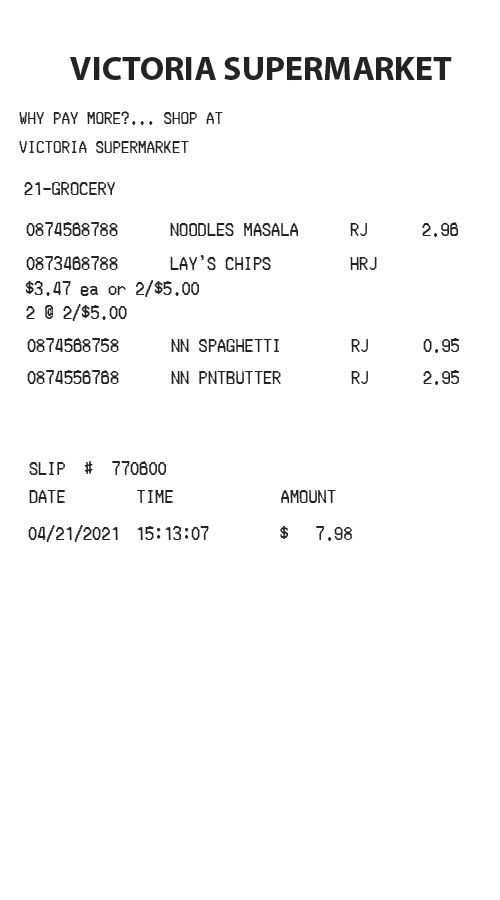 VICTORIA SUPERMARKET
WHY PAY MORE?... SHOP AT
VICTORIA SUPERMARKET
21-GROCERY
0874568788 NOODLES MASALA RJ 2.96
0873468788 LAY'S CHIPS HRJ
$3.47 ea or 2/$5.00
2 @ 2/$5.00
0874568758 NN SPAGHETTI RJ 0.95
0874556768 NN PNTBUTTER RJ 2.95
SLIP # 770600
DATE TIME AMOUNT
04/21/2021 15:13:07 $ 7.98